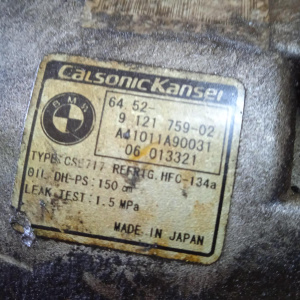 CalsonicKansei
BMW
64 52-
9 121 759-02
A41011A90031
06 013321
TYPE:CSE717 REFRIG.HFC-134a
OIL DH-PS:150
LEAK TEST:1.5 MPa
MADE IN JAPAN